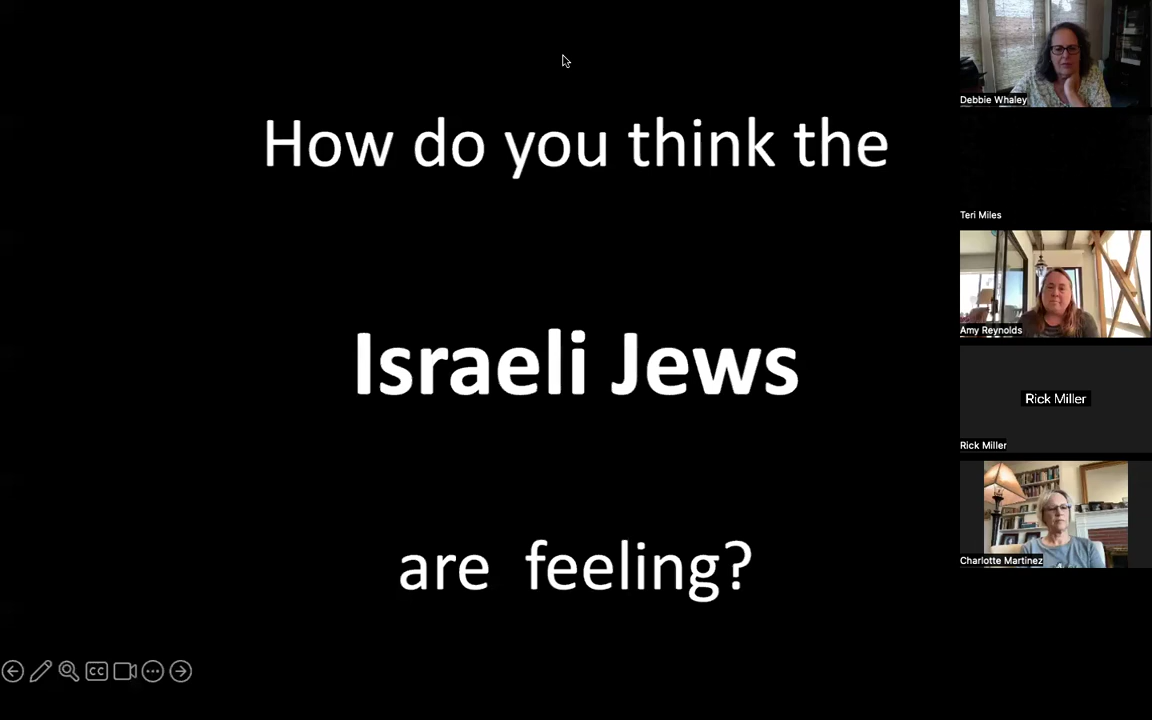 How do you think the
Israeli Jews
are feeling?
CC
Debbie Whaley
Teri Miles
Amy Reynolds
Rick Miller
Rick Miller
Charlotte Martinez